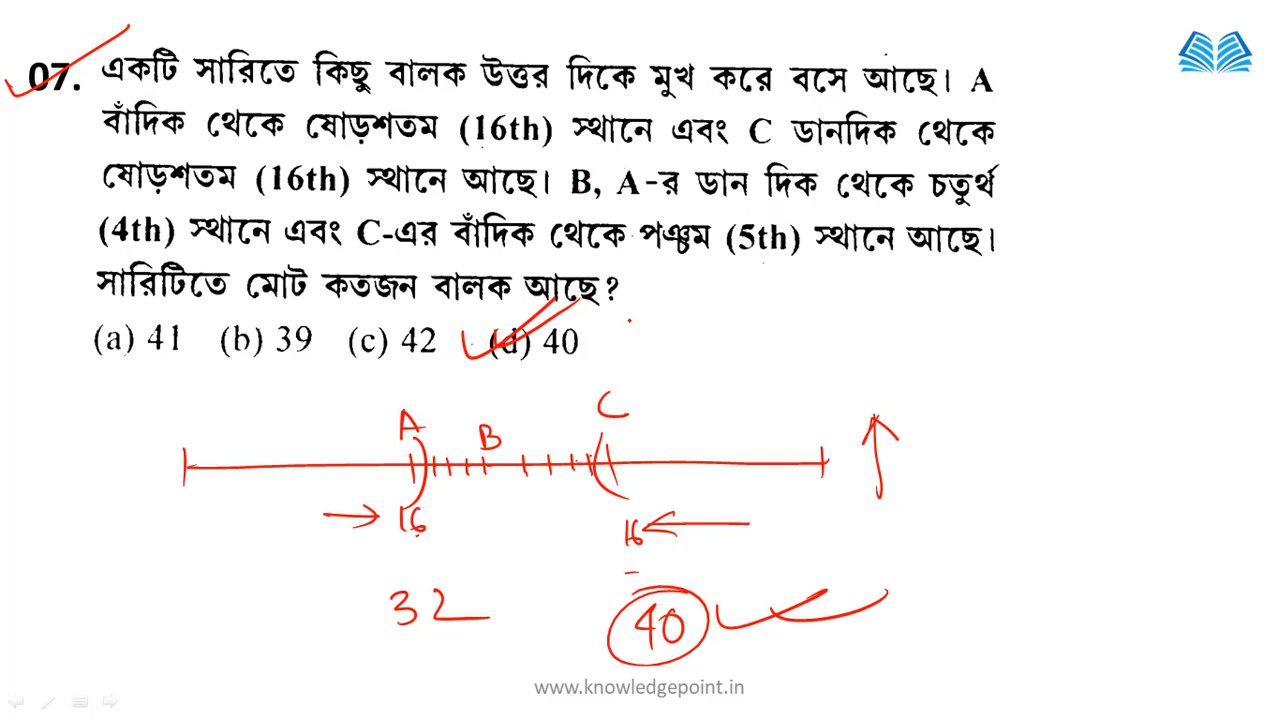 07. একটি সারিতে কিছু বালক উত্তর দিকে মুখ করে বসে আছে। A
বাঁদিক থেকে ষোড়শতম (16th) স্থানে এবং C ডানদিক থেকে
ষোড়শতম (16th) স্থানে আছে। B, A-র ডান দিক থেকে চতুর্থ
(4th) স্থানে এবং C-এর বাঁদিক থেকে পঞ্চম (5th) স্থানে আছে।
সারিটিতে মোট কতজন বালক আছে?
(a) 41 (b) 39 (c) 42 (d) 40
A B C
16 16
32 40
www.knowledgepoint.in